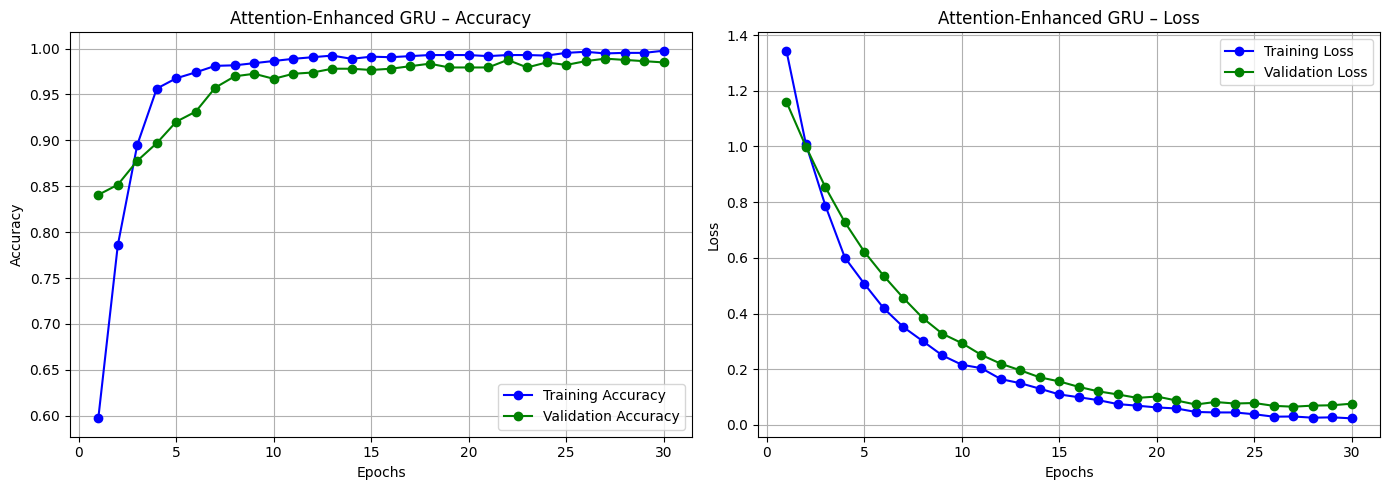 Attention-Enhanced GRU – Accuracy
1.00
0.95
0.90
0.85
0.80
0.75
0.70
0.65
0.60
Accuracy
Training Accuracy
Validation Accuracy
0 5 10 15 20 25 30
Epochs
Attention-Enhanced GRU – Loss
1.4
1.2
1.0
0.8
0.6
0.4
0.2
0.0
Loss
Training Loss
Validation Loss
0 5 10 15 20 25 30
Epochs